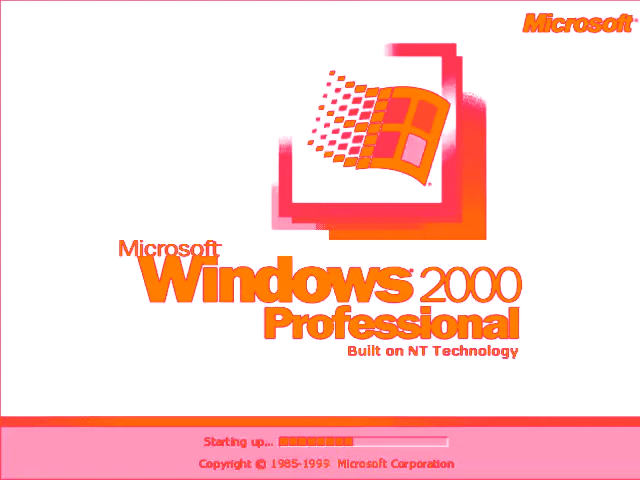 Microsoft
Microsoft
Windows 2000
Professional
Built on NT Technology
Starting up...
Copyright © 1985-1999 Microsoft Corporation